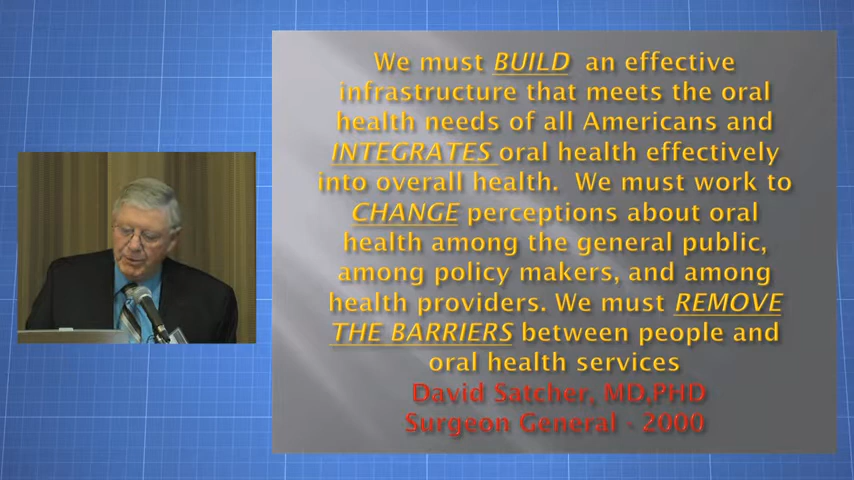 We must BUILD an effective
infrastructure that meets the oral
health needs of all Americans and
INTEGRATES oral health effectively
into overall health. We must work to
CHANGE perceptions about oral
health among the general public,
among policy makers, and among
health providers. We must REMOVE
THE BARRIERS between people and
oral health services
David Satcher, MD,PHD
Surgeon General - 2000